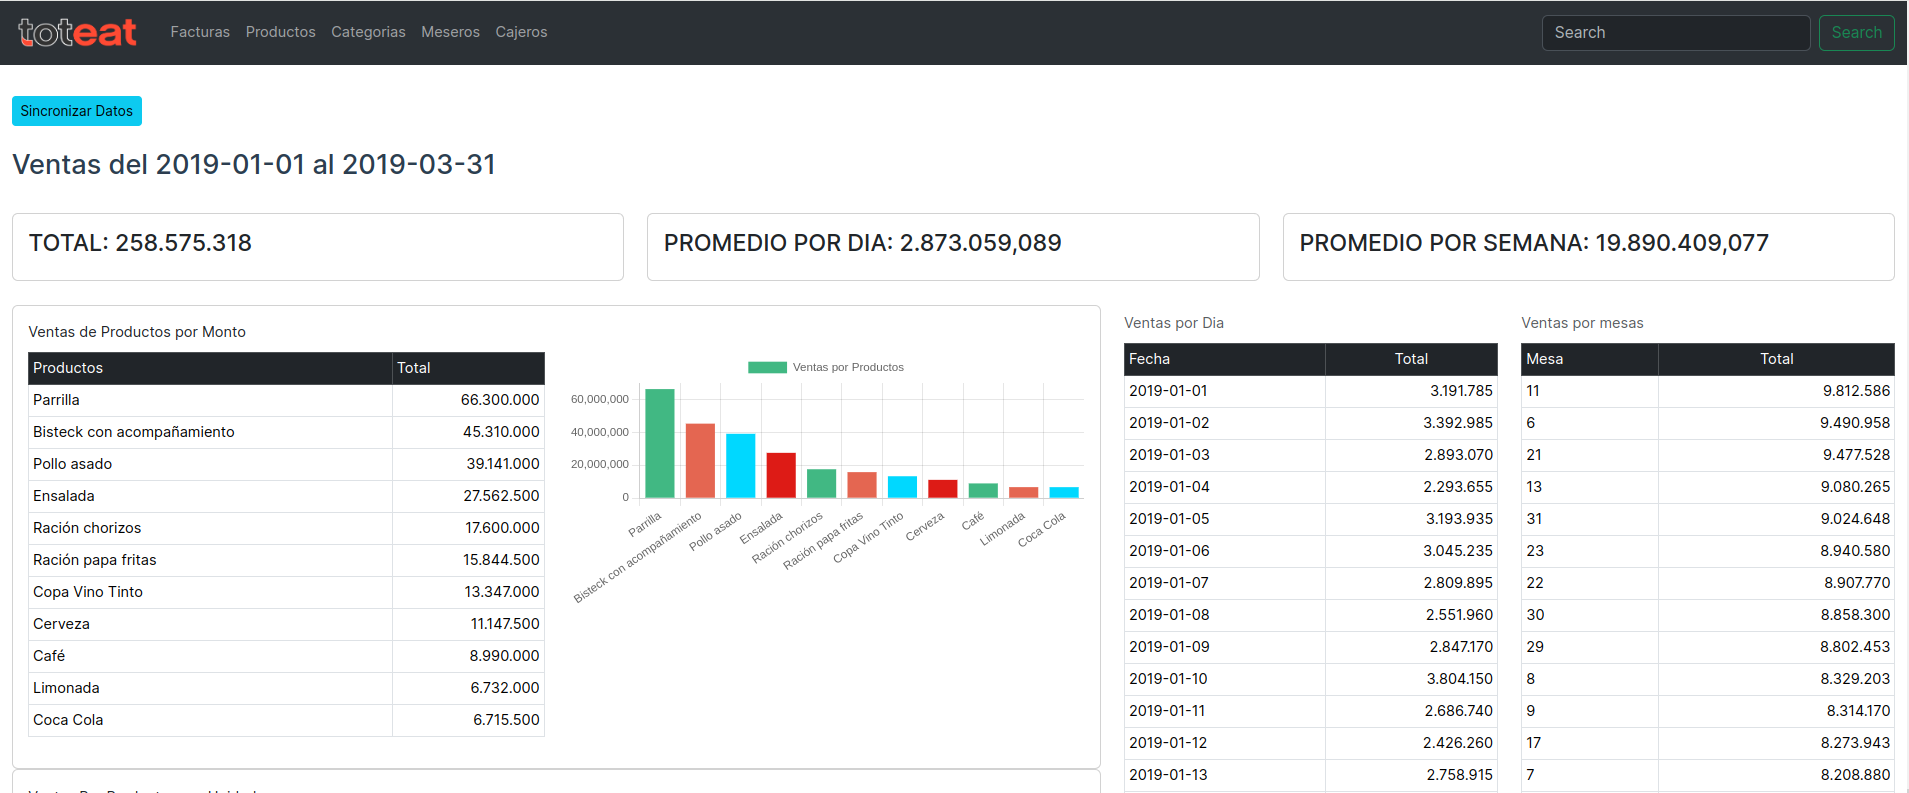 toteat Facturas Productos Categorias Meseros Cajeros Search Search
Sincronizar Datos
Ventas del 2019-01-01 al 2019-03-31
TOTAL: 258.575.318
PROMEDIO POR DIA: 2.873.059,089
PROMEDIO POR SEMANA: 19.890.409,077
Ventas de Productos por Monto
Productos Total
Parrilla 66.300.000
Bisteck con acompañamiento 45.310.000
Pollo asado 39.141.000
Ensalada 27.562.500
Ración chorizos 17.600.000
Ración papa fritas 15.844.500
Copa Vino Tinto 13.347.000
Cerveza 11.147.500
Café 8.990.000
Limonada 6.732.000
Coca Cola 6.715.500
Ventas por Productos
60,000,000
40,000,000
20,000,000
0
Parrilla
Bisteck con acompañamiento
Pollo asado
Ensalada
Ración chorizos
Ración papa fritas
Copa Vino Tinto
Cerveza
Café
Limonada
Coca Cola
Ventas por Dia
Fecha Total
2019-01-01 3.191.785
2019-01-02 3.392.985
2019-01-03 2.893.070
2019-01-04 2.293.655
2019-01-05 3.193.935
2019-01-06 3.045.235
2019-01-07 2.809.895
2019-01-08 2.551.960
2019-01-09 2.847.170
2019-01-10 3.804.150
2019-01-11 2.686.740
2019-01-12 2.426.260
2019-01-13 2.758.915
Ventas por mesas
Mesa Total
11 9.812.586
6 9.490.958
21 9.477.528
13 9.080.265
31 9.024.648
23 8.940.580
22 8.907.770
30 8.858.300
29 8.802.453
8 8.329.203
9 8.314.170
17 8.273.943
7 8.208.880